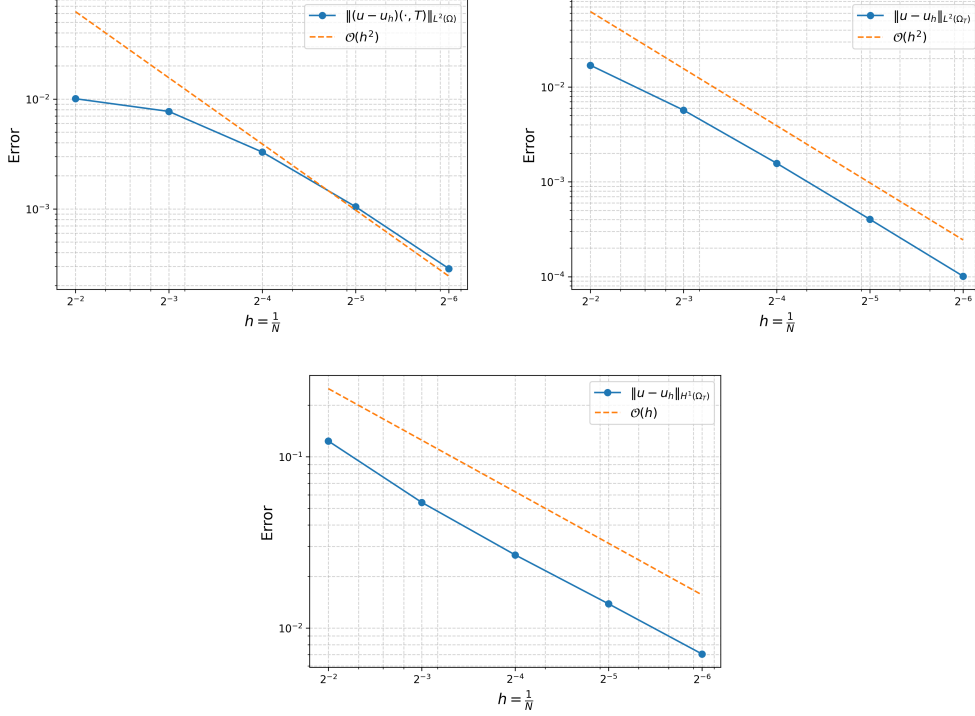 ‖(u − u_h)(·, T)‖_{L²(Ω)}
𝒪(h²)
Error
10⁻²
10⁻³
2⁻² 2⁻³ 2⁻⁴ 2⁻⁵ 2⁻⁶
h = 1/N
‖u − u_h‖_{L²(Ω_T)}
𝒪(h²)
Error
10⁻²
10⁻³
10⁻⁴
2⁻² 2⁻³ 2⁻⁴ 2⁻⁵ 2⁻⁶
h = 1/N
‖u − u_h‖_{H¹(Ω_T)}
𝒪(h)
Error
10⁻¹
10⁻²
2⁻² 2⁻³ 2⁻⁴ 2⁻⁵ 2⁻⁶
h = 1/N